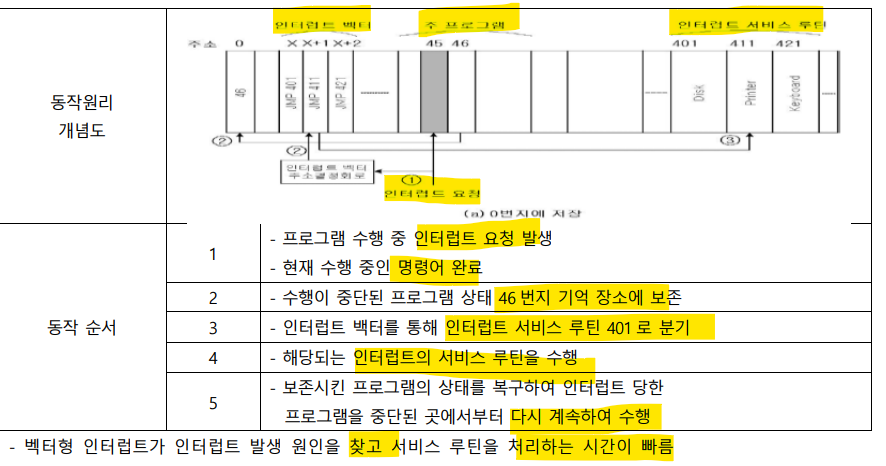 인터럽트 벡터 주 프로그램 인터럽트 서비스 루틴
주소 0 X X+1 X+2 45 46 401 411 421
동작원리
개념도
46 JMP 401 JMP 411 JMP 421 Disk Printer Keyboard
② ② ③
인터럽트 벡터
주소결정회로
①
인터럽트 요청
(a) 0번지에 저장
동작 순서
1
- 프로그램 수행 중 인터럽트 요청 발생
- 현재 수행 중인 명령어 완료
2 - 수행이 중단된 프로그램 상태 46번지 기억 장소에 보존
3 - 인터럽트 백터를 통해 인터럽트 서비스 루틴 401로 분기
4 - 해당되는 인터럽트의 서비스 루틴을 수행
5
- 보존시킨 프로그램의 상태를 복구하여 인터럽트 당한
프로그램을 중단된 곳에서부터 다시 계속하여 수행
- 벡터형 인터럽트가 인터럽트 발생 원인을 찾고 서비스 루틴을 처리하는 시간이 빠름